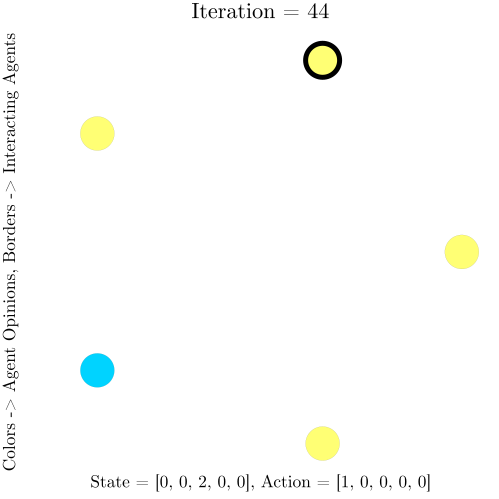 Iteration = 44
Colors -> Agent Opinions, Borders -> Interacting Agents
State = [0, 0, 2, 0, 0], Action = [1, 0, 0, 0, 0]